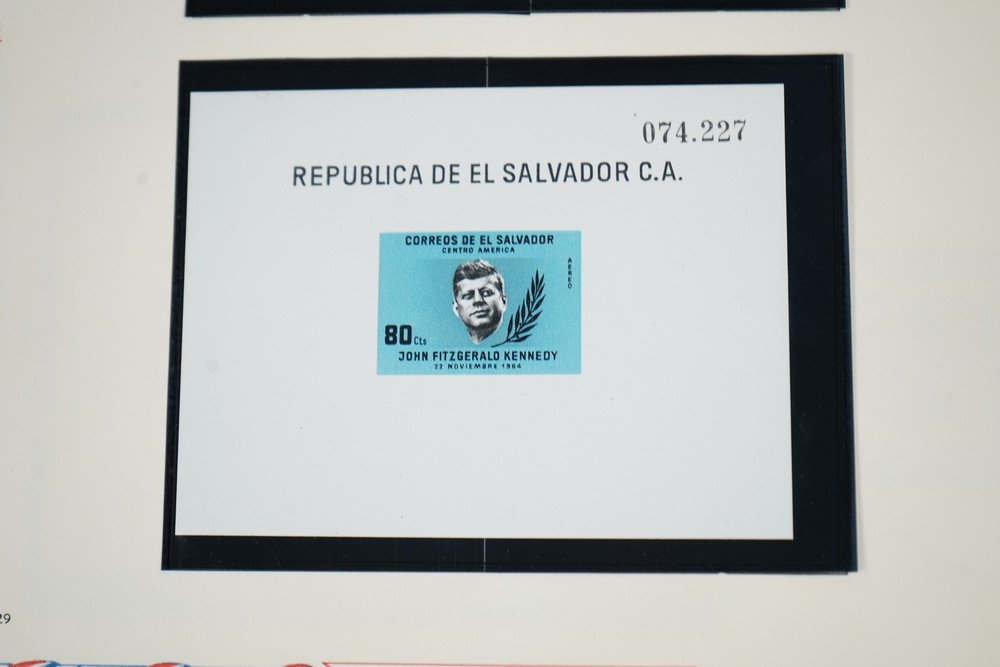 074.227
REPUBLICA DE EL SALVADOR C.A.
CORREOS DE EL SALVADOR
CENTRO AMERICA
AEREO
80 Cts
JOHN FITZGERALD KENNEDY
22 NOVIEMBRE 1964
29